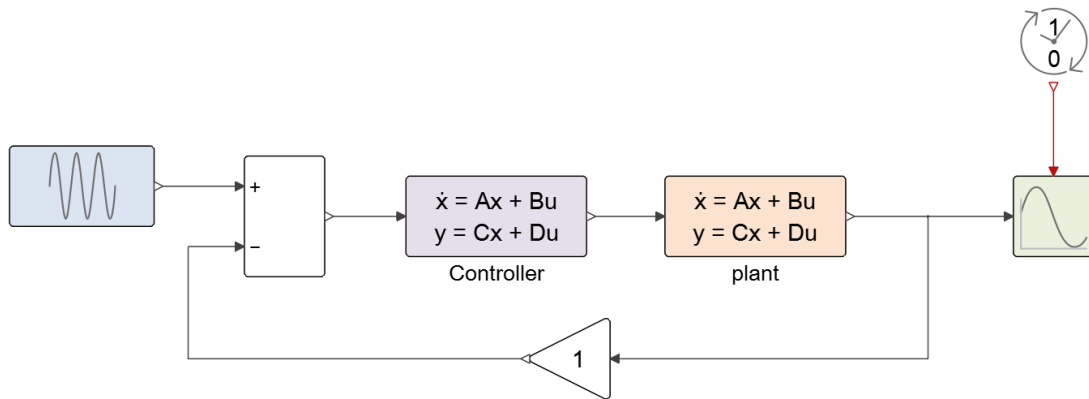 1
0
+
−
ẋ = Ax + Bu
y = Cx + Du
Controller
ẋ = Ax + Bu
y = Cx + Du
plant
1